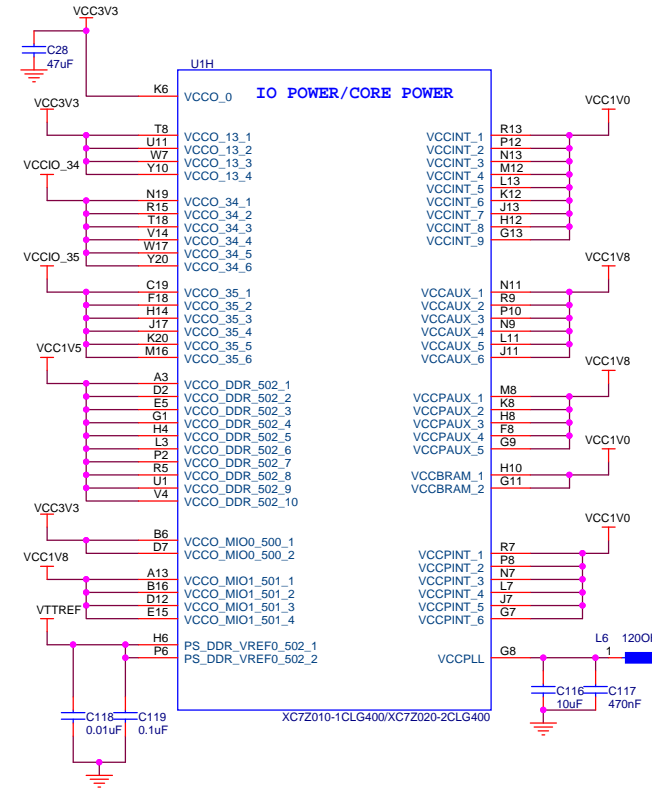 VCC3V3
C28
47uF
U1H
IO POWER/CORE POWER
K6 VCCO_0
VCC3V3
T8 VCCO_13_1
U11 VCCO_13_2
W7 VCCO_13_3
Y10 VCCO_13_4
VCCIO_34
N19 VCCO_34_1
R15 VCCO_34_2
T18 VCCO_34_3
V14 VCCO_34_4
W17 VCCO_34_5
Y20 VCCO_34_6
VCCIO_35
C19 VCCO_35_1
F18 VCCO_35_2
H14 VCCO_35_3
J17 VCCO_35_4
K20 VCCO_35_5
M16 VCCO_35_6
VCC1V5
A3 VCCO_DDR_502_1
D2 VCCO_DDR_502_2
E5 VCCO_DDR_502_3
G1 VCCO_DDR_502_4
H4 VCCO_DDR_502_5
L3 VCCO_DDR_502_6
P2 VCCO_DDR_502_7
R5 VCCO_DDR_502_8
U1 VCCO_DDR_502_9
V4 VCCO_DDR_502_10
VCC3V3
B6 VCCO_MIO0_500_1
D7 VCCO_MIO0_500_2
VCC1V8
A13 VCCO_MIO1_501_1
B16 VCCO_MIO1_501_2
D12 VCCO_MIO1_501_3
E15 VCCO_MIO1_501_4
VTTREF
H6 PS_DDR_VREF0_502_1
P6 PS_DDR_VREF0_502_2
C118
0.01uF
C119
0.1uF
VCC1V0
VCCINT_1 R13
VCCINT_2 P12
VCCINT_3 N13
VCCINT_4 M12
VCCINT_5 L13
VCCINT_6 K12
VCCINT_7 J13
VCCINT_8 H12
VCCINT_9 G13
VCC1V8
VCCAUX_1 N11
VCCAUX_2 R9
VCCAUX_3 P10
VCCAUX_4 N9
VCCAUX_5 L11
VCCAUX_6 J11
VCC1V8
VCCPAUX_1 M8
VCCPAUX_2 K8
VCCPAUX_3 H8
VCCPAUX_4 F8
VCCPAUX_5 G9
VCC1V0
VCCBRAM_1 H10
VCCBRAM_2 G11
VCC1V0
VCCPINT_1 R7
VCCPINT_2 P8
VCCPINT_3 N7
VCCPINT_4 L7
VCCPINT_5 J7
VCCPINT_6 G7
L6
1
VCCPLL G8
C116
10uF
C117
470nF
XC7Z010-1CLG400/XC7Z020-2CLG400